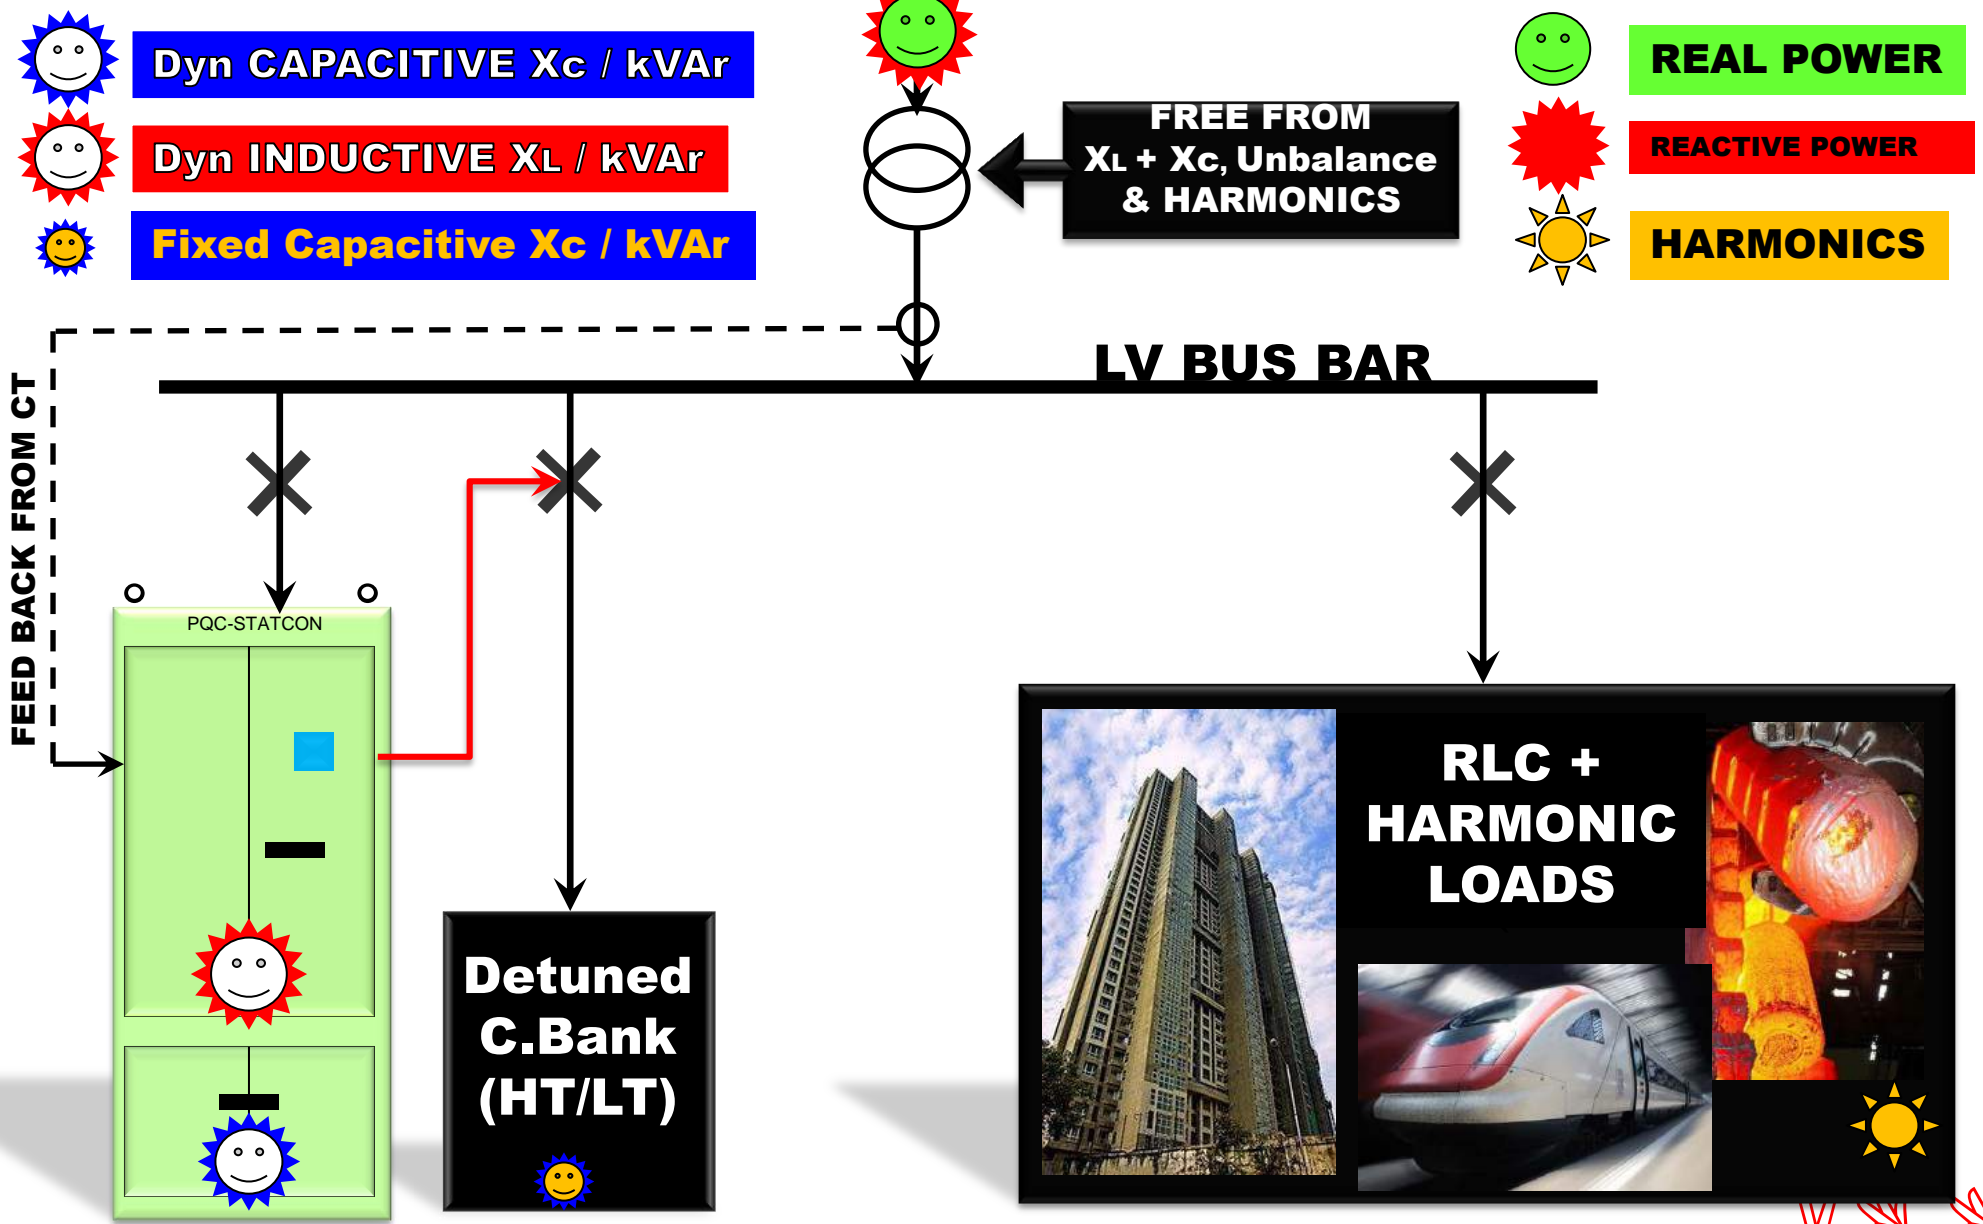 Dyn CAPACITIVE Xc / kVAr
Dyn INDUCTIVE XL / kVAr
Fixed Capacitive Xc / kVAr
FREE FROM
XL + Xc, Unbalance
& HARMONICS
REAL POWER
REACTIVE POWER
HARMONICS
LV BUS BAR
FEED BACK FROM CT
PQC-STATCON
Detuned
C.Bank
(HT/LT)
RLC +
HARMONIC
LOADS